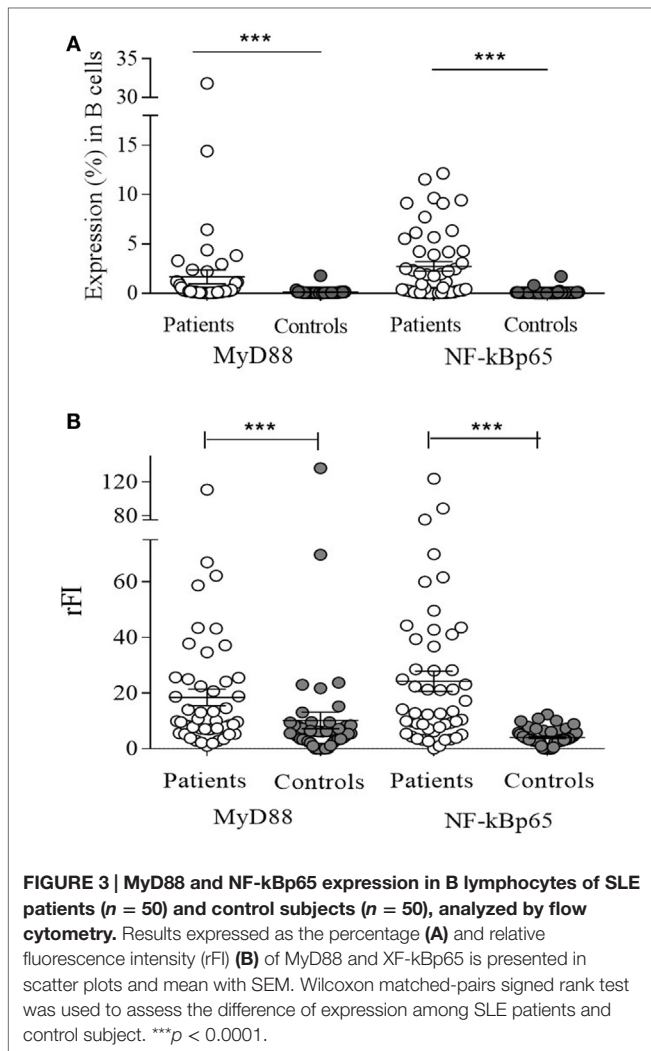 A
***
***
35
30
15
10
5
0
Expression (%) in B cells
Patients Controls Patients Controls
MyD88 NF-kBp65
B
***
***
120
80
60
40
20
0
rFI
Patients Controls Patients Controls
MyD88 NF-kBp65
FIGURE 3 | MyD88 and NF-kBp65 expression in B lymphocytes of SLE
patients (n = 50) and control subjects (n = 50), analyzed by flow
cytometry. Results expressed as the percentage (A) and relative
fluorescence intensity (rFI) (B) of MyD88 and XF-kBp65 is presented in
scatter plots and mean with SEM. Wilcoxon matched-pairs signed rank test
was used to assess the difference of expression among SLE patients and
control subject. ***p < 0.0001.